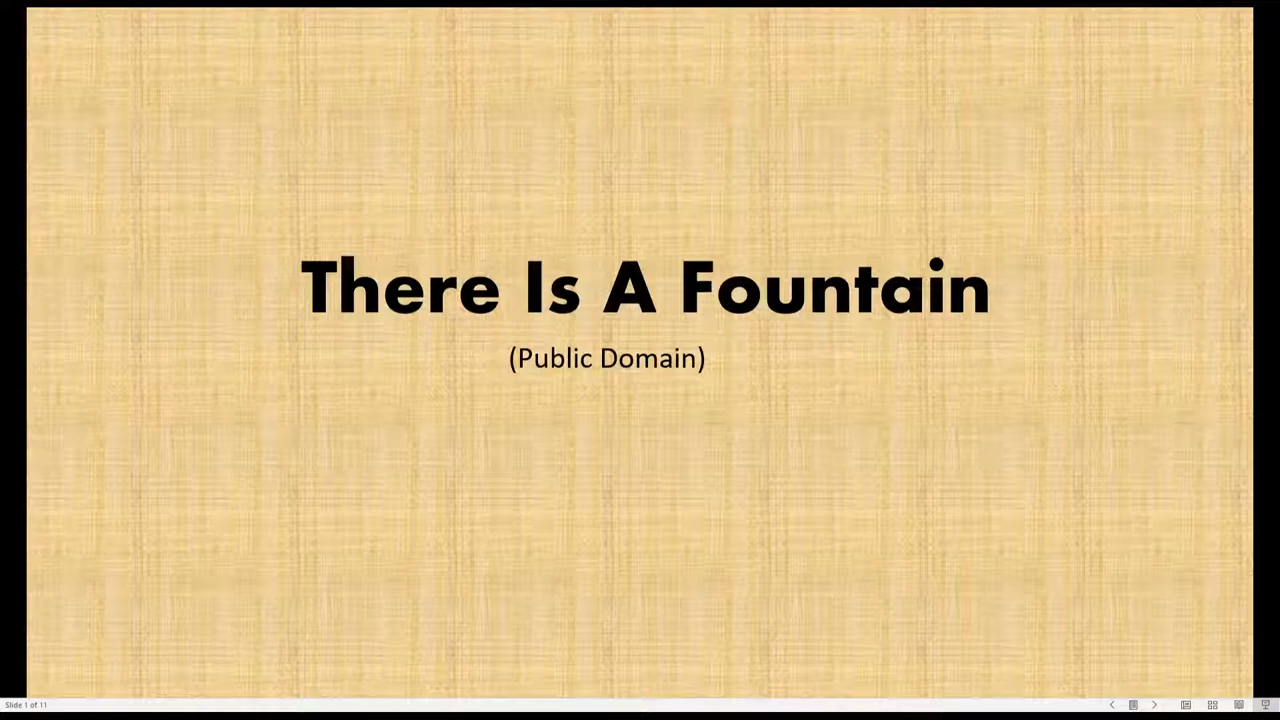 There Is A Fountain
(Public Domain)
Slide 1 of 11